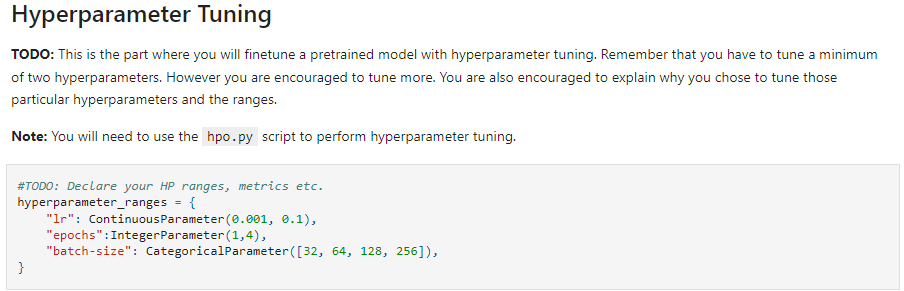 Hyperparameter Tuning
TODO: This is the part where you will finetune a pretrained model with hyperparameter tuning. Remember that you have to tune a minimum
of two hyperparameters. However you are encouraged to tune more. You are also encouraged to explain why you chose to tune those
particular hyperparameters and the ranges.
Note: You will need to use the hpo.py script to perform hyperparameter tuning.
#TODO: Declare your HP ranges, metrics etc.
hyperparameter_ranges = {
    "lr": ContinuousParameter(0.001, 0.1),
    "epochs":IntegerParameter(1,4),
    "batch-size": CategoricalParameter([32, 64, 128, 256]),
}